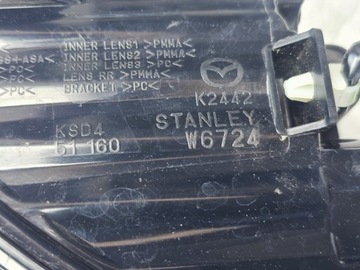 INNER LENS1 >PMMA<
INNER LENS2 >PMMA<
INNER LENS3 >PC<
LENS RR >PMMA<
BRACKET >PC<
K2442
KSD4
51 160
STANLEY
W6724